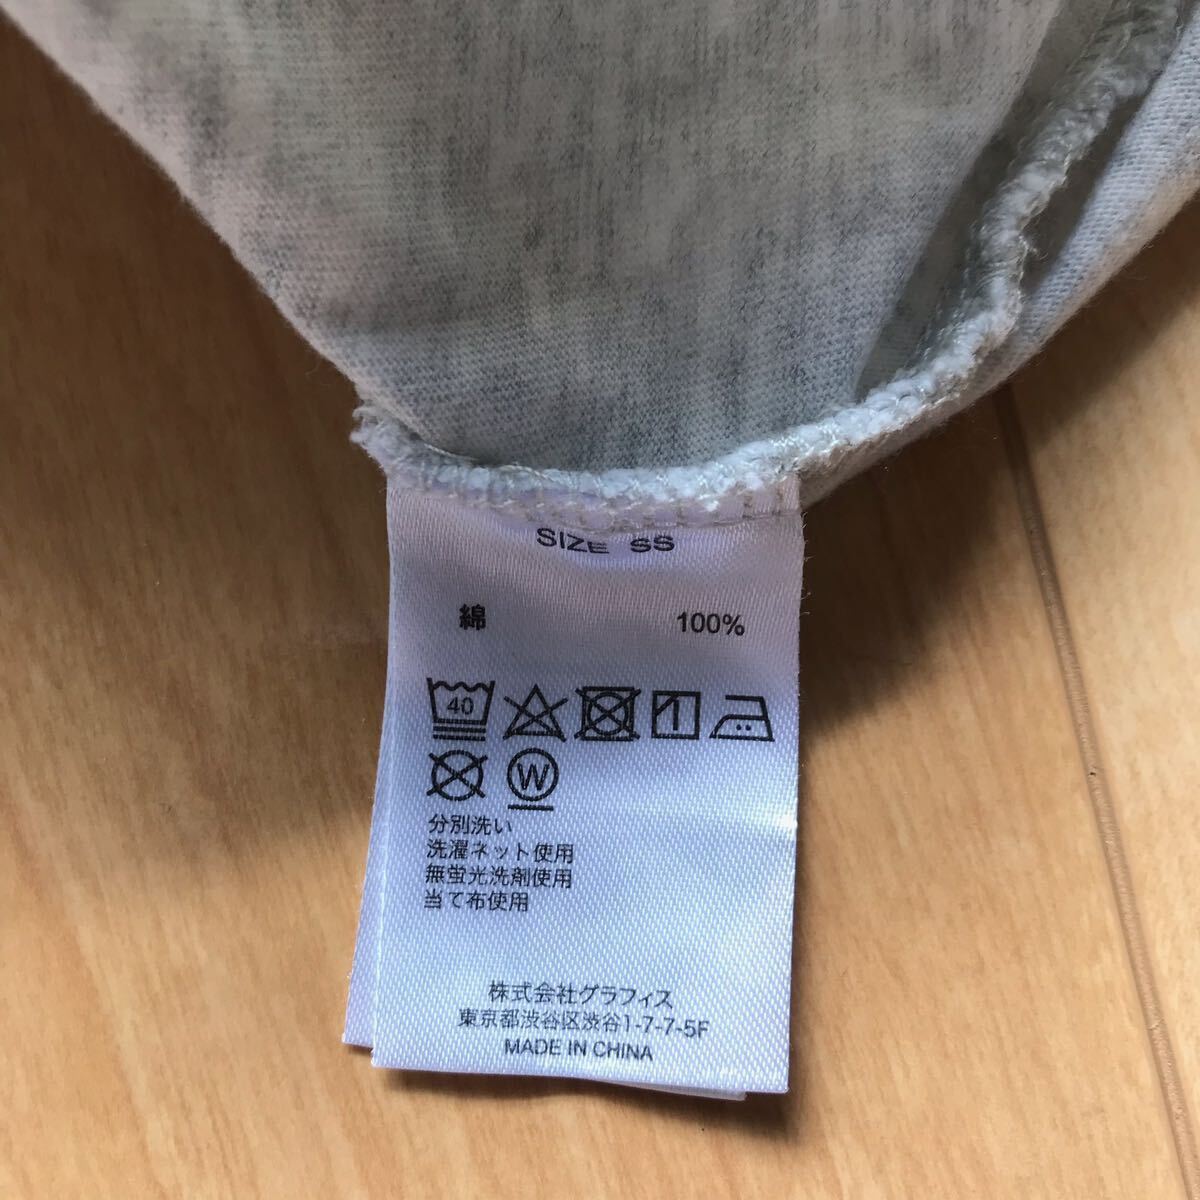 SIZE SS
綿 100%
40
W
分別洗い
洗濯ネット使用
無蛍光洗剤使用
当て布使用
株式会社グラフィス
東京都渋谷区渋谷1-7-7-5F
MADE IN CHINA